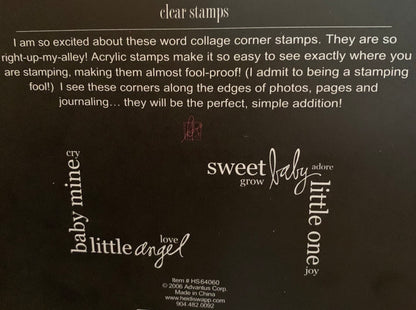 clear stamps
I am so excited about these word collage corner stamps. They are so
right-up-my-alley! Acrylic stamps make it so easy to see exactly where you
are stamping, making them almost fool-proof! (I admit to being a stamping
fool!) I see these corners along the edges of photos, pages and
journaling... they will be the perfect, simple addition!
cry
baby mine
little angel
love
sweet baby adore
grow
little one
joy
Item # HS64060
© 2006 Advantus Corp.
Made in China
www.heidiswapp.com
904.482.0092